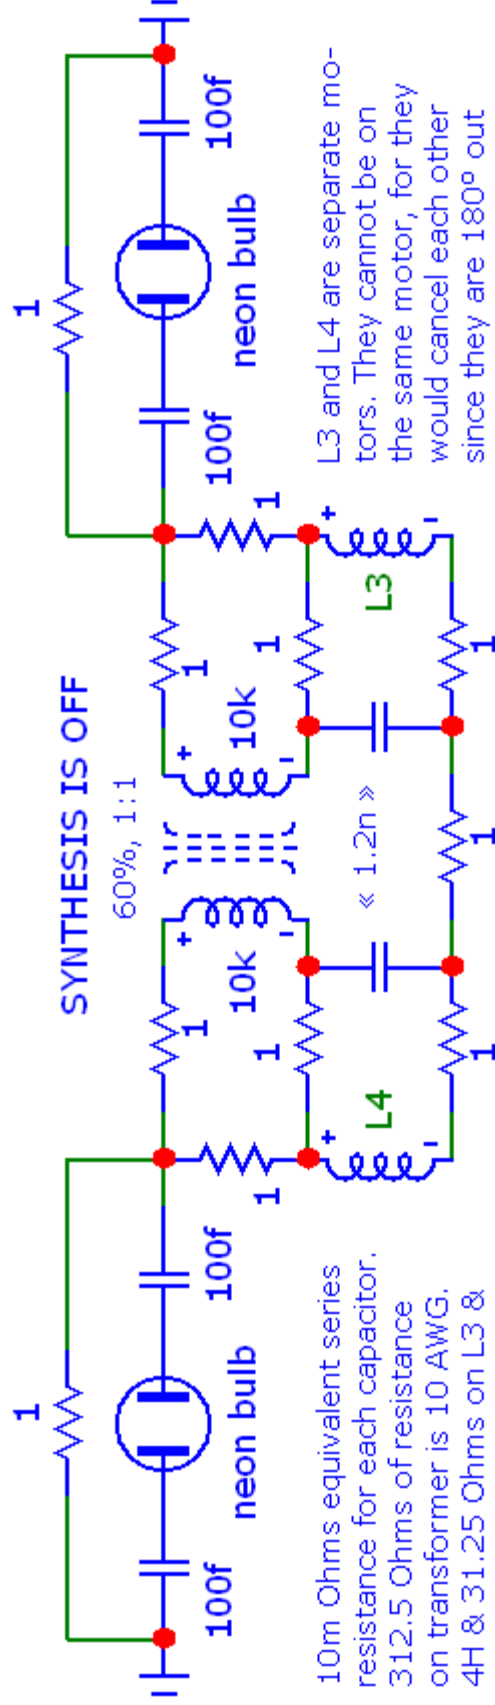 SYNTHESIS IS OFF
60%, 1:1
1
1
100f
neon bulb
100f
100f
neon bulb
100f
1
1
1
10k
10k
1
1
1
+
-
+
-
L4
« 1.2n »
L3
+
-
+
-
1
1
1
10m Ohms equivalent series
resistance for each capacitor.
312.5 Ohms of resistance
on transformer is 10 AWG.
4H & 31.25 Ohms on L3 &
L3 and L4 are separate mo-
tors. They cannot be on
the same motor, for they
would cancel each other
since they are 180º out